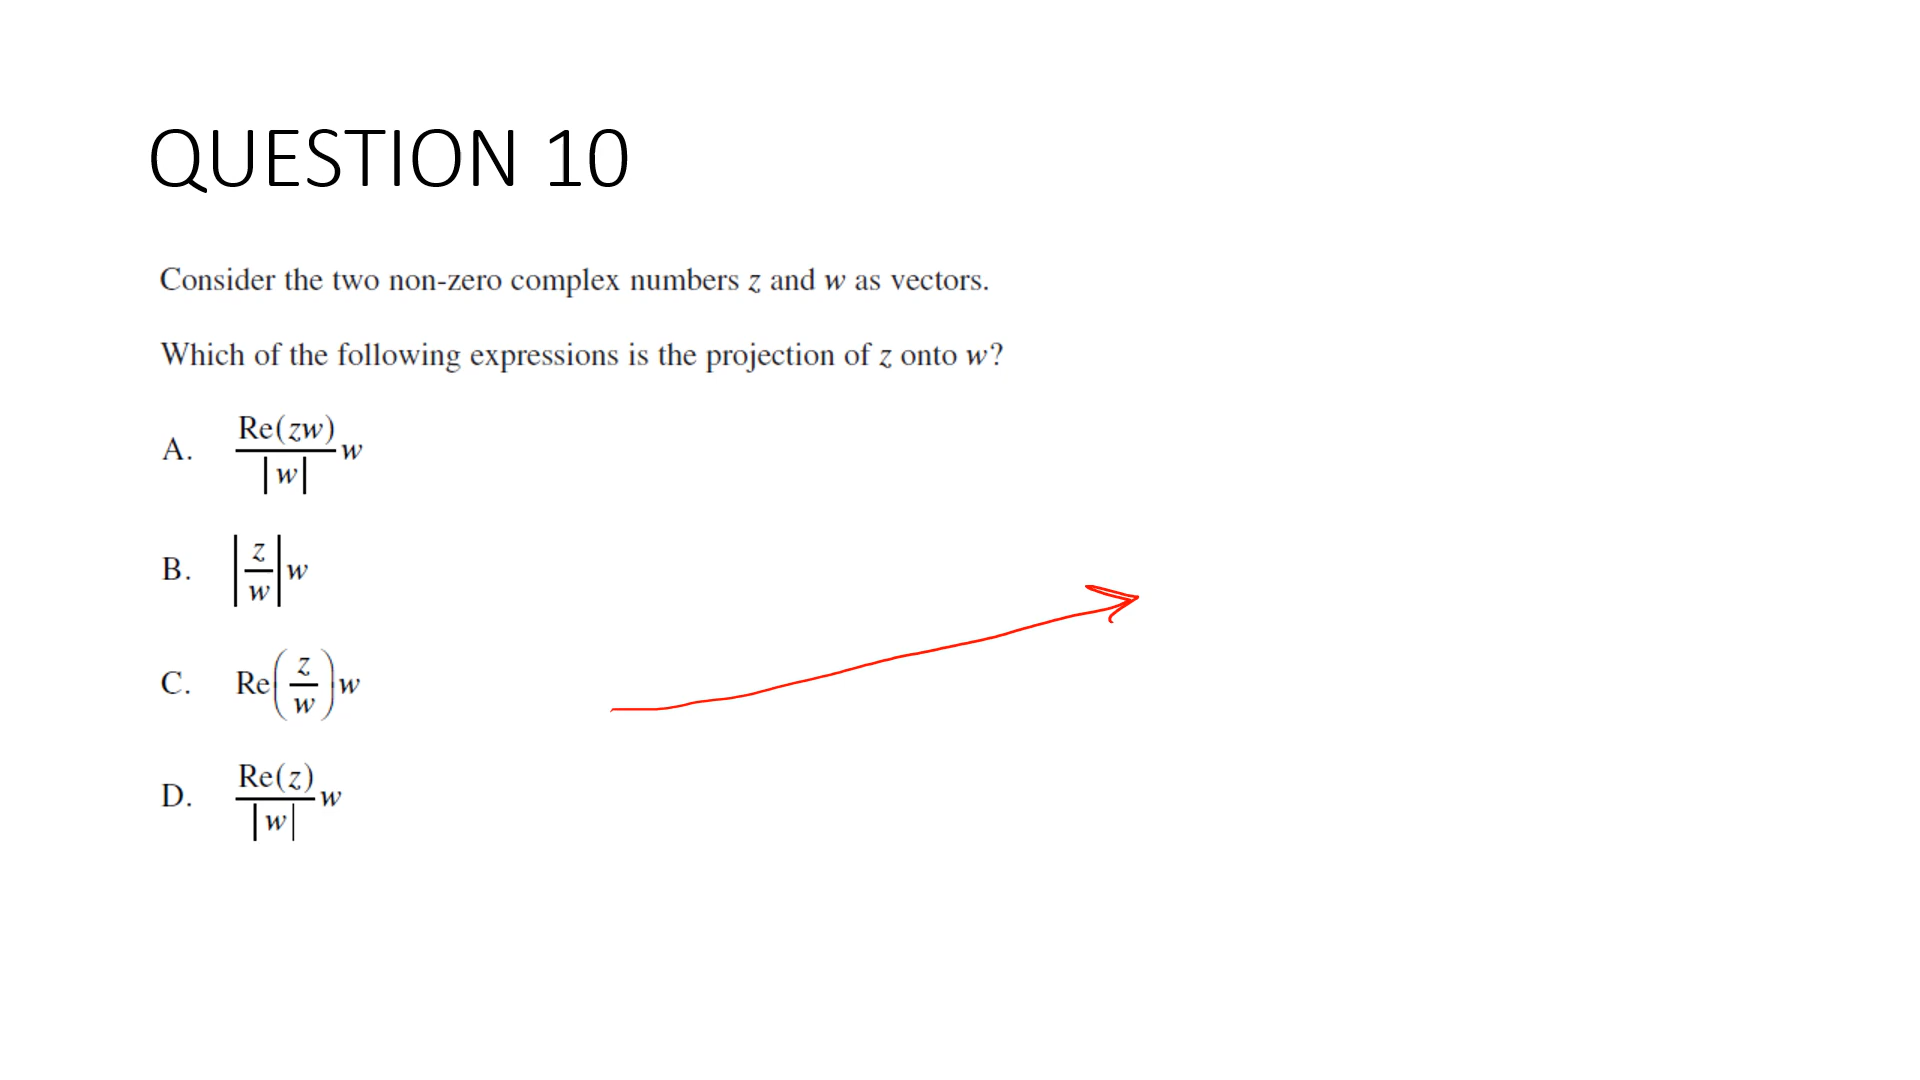 QUESTION 10
Consider the two non-zero complex numbers z and w as vectors.
Which of the following expressions is the projection of z onto w?
A. Re(zw)/|w| w
B. |z/w| w
C. Re(z/w) w
D. Re(z)/|w| w